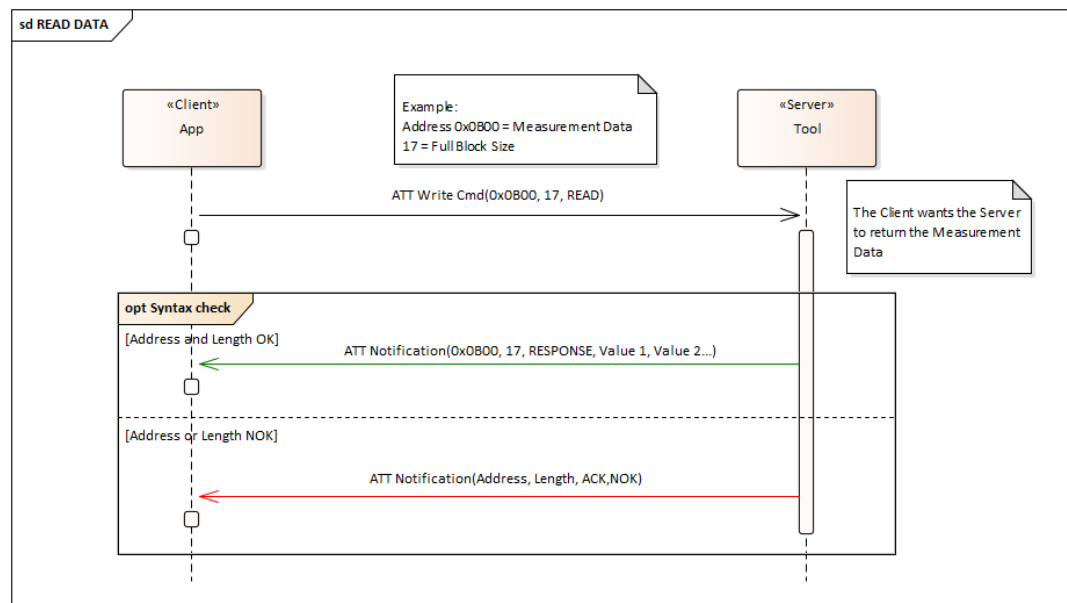 sd READ DATA
«Client»
App
Example:
Address 0x0B00 = Measurement Data
17 = Full Block Size
«Server»
Tool
ATT Write Cmd(0x0B00, 17, READ)
The Client wants the Server
to return the Measurement
Data
opt Syntax check
[Address and Length OK]
ATT Notification(0x0B00, 17, RESPONSE, Value 1, Value 2...)
[Address or Length NOK]
ATT Notification(Address, Length, ACK,NOK)